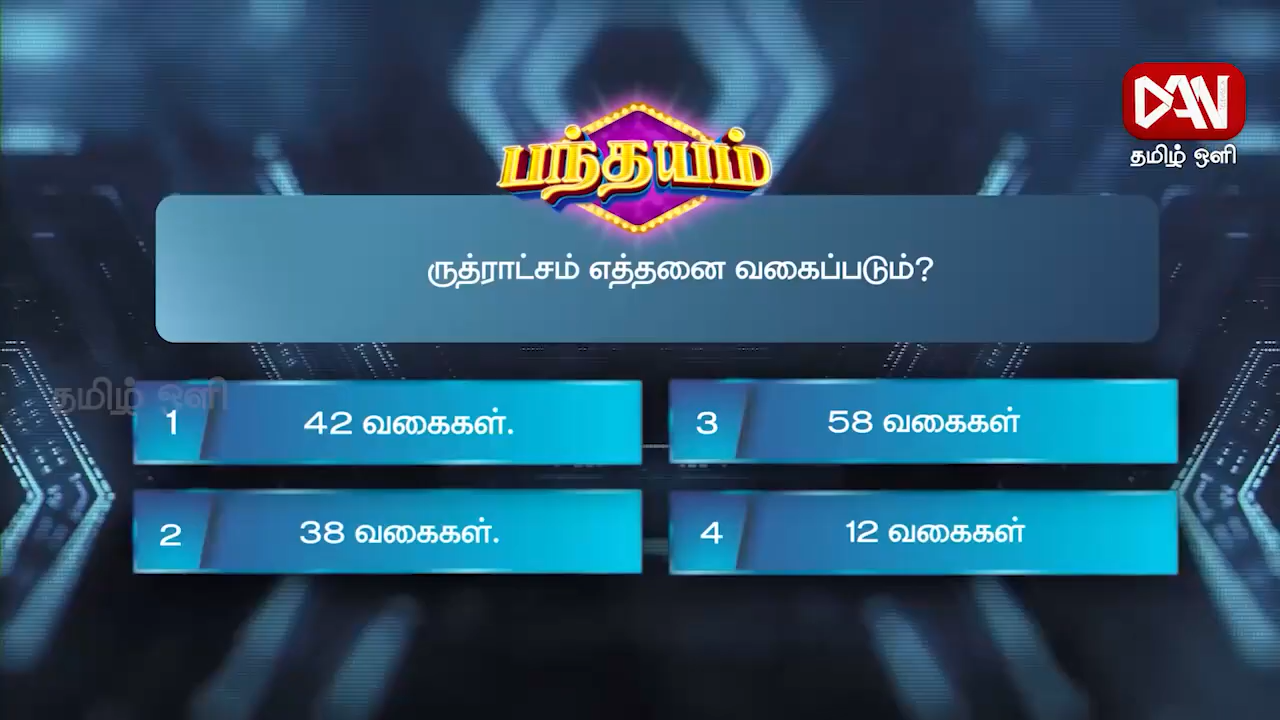 DAN
தமிழ் ஒளி
பந்தயம்
ருத்ராட்சம் எத்தனை வகைப்படும்?
தமிழ் ஒளி
1 42 வகைகள்.
3 58 வகைகள்
2 38 வகைகள்.
4 12 வகைகள்